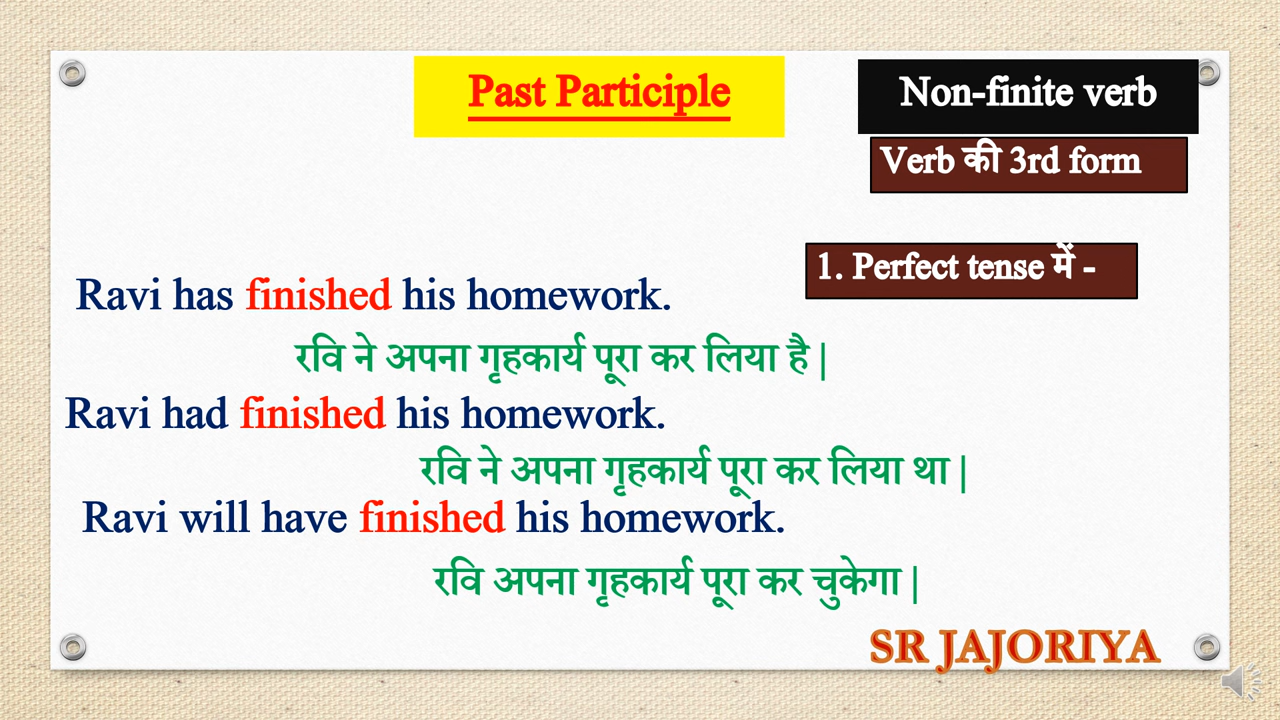 Past Participle
Non-finite verb
Verb की 3rd form
1. Perfect tense में -
Ravi has finished his homework.
रवि ने अपना गृहकार्य पूरा कर लिया है |
Ravi had finished his homework.
रवि ने अपना गृहकार्य पूरा कर लिया था |
Ravi will have finished his homework.
रवि अपना गृहकार्य पूरा कर चुकेगा |
SR JAJORIYA